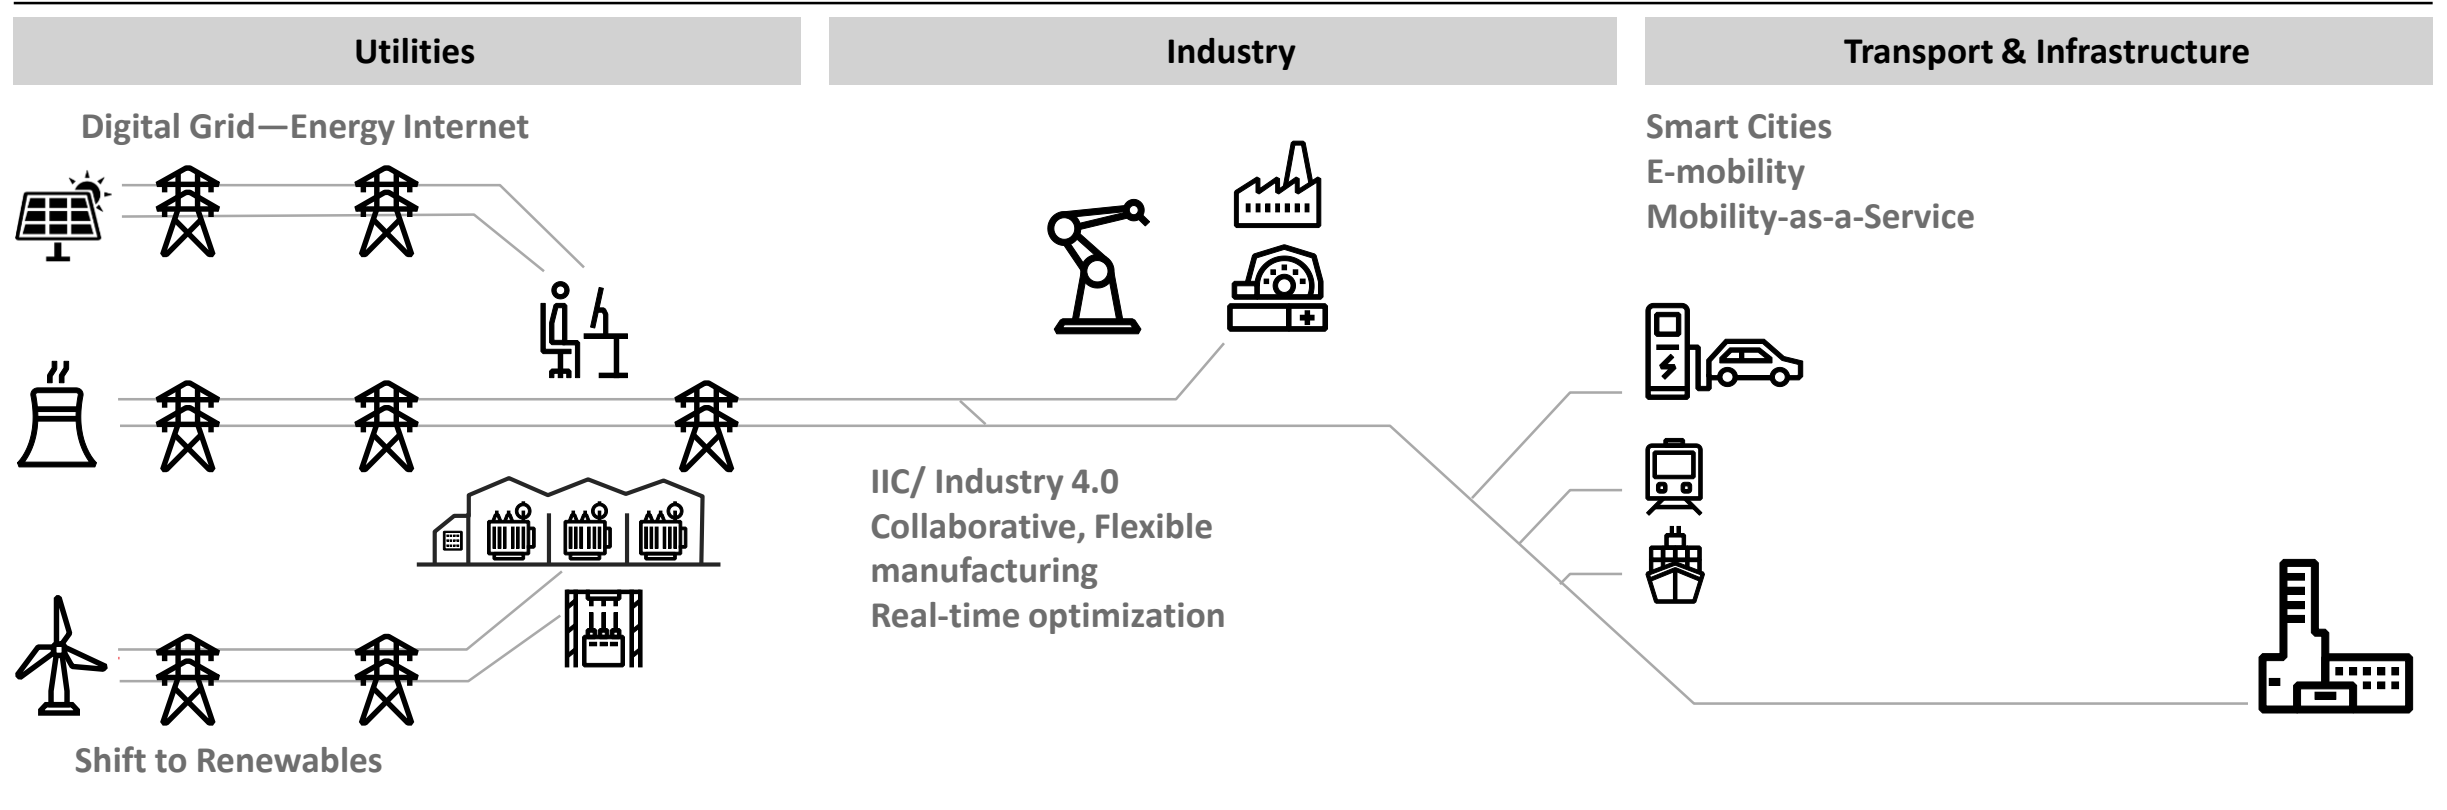 Utilities
Industry
Transport & Infrastructure
Digital Grid—Energy Internet
Shift to Renewables
IIC/ Industry 4.0
Collaborative, Flexible
manufacturing
Real-time optimization
Smart Cities
E-mobility
Mobility-as-a-Service